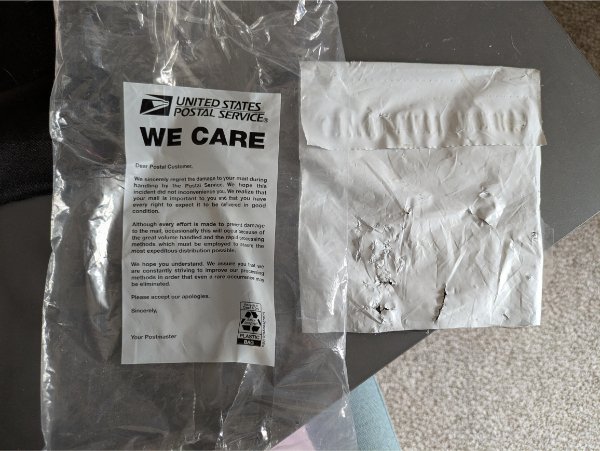 UNITED STATES
POSTAL SERVICE®
WE CARE
Dear Postal Customer,
We sincerely regret the damage to your mail during
handling by the Postal Service. We hope this
incident did not inconvenience you. We realize that
your mail is important to you and that you have
every right to expect it to be delivered in good
condition.
Although every effort is made to prevent damage
to the mail, occasionally this will occur because of
the great volume handled and the rapid processing
methods which must be employed to assure the
most expeditious distribution possible.
We hope you understand. We assure you that we
are constantly striving to improve our processing
methods in order that even a rare occurrence may
be eliminated.
Please accept our apologies.
Sincerely,
Your Postmaster
PLASTIC
BAG